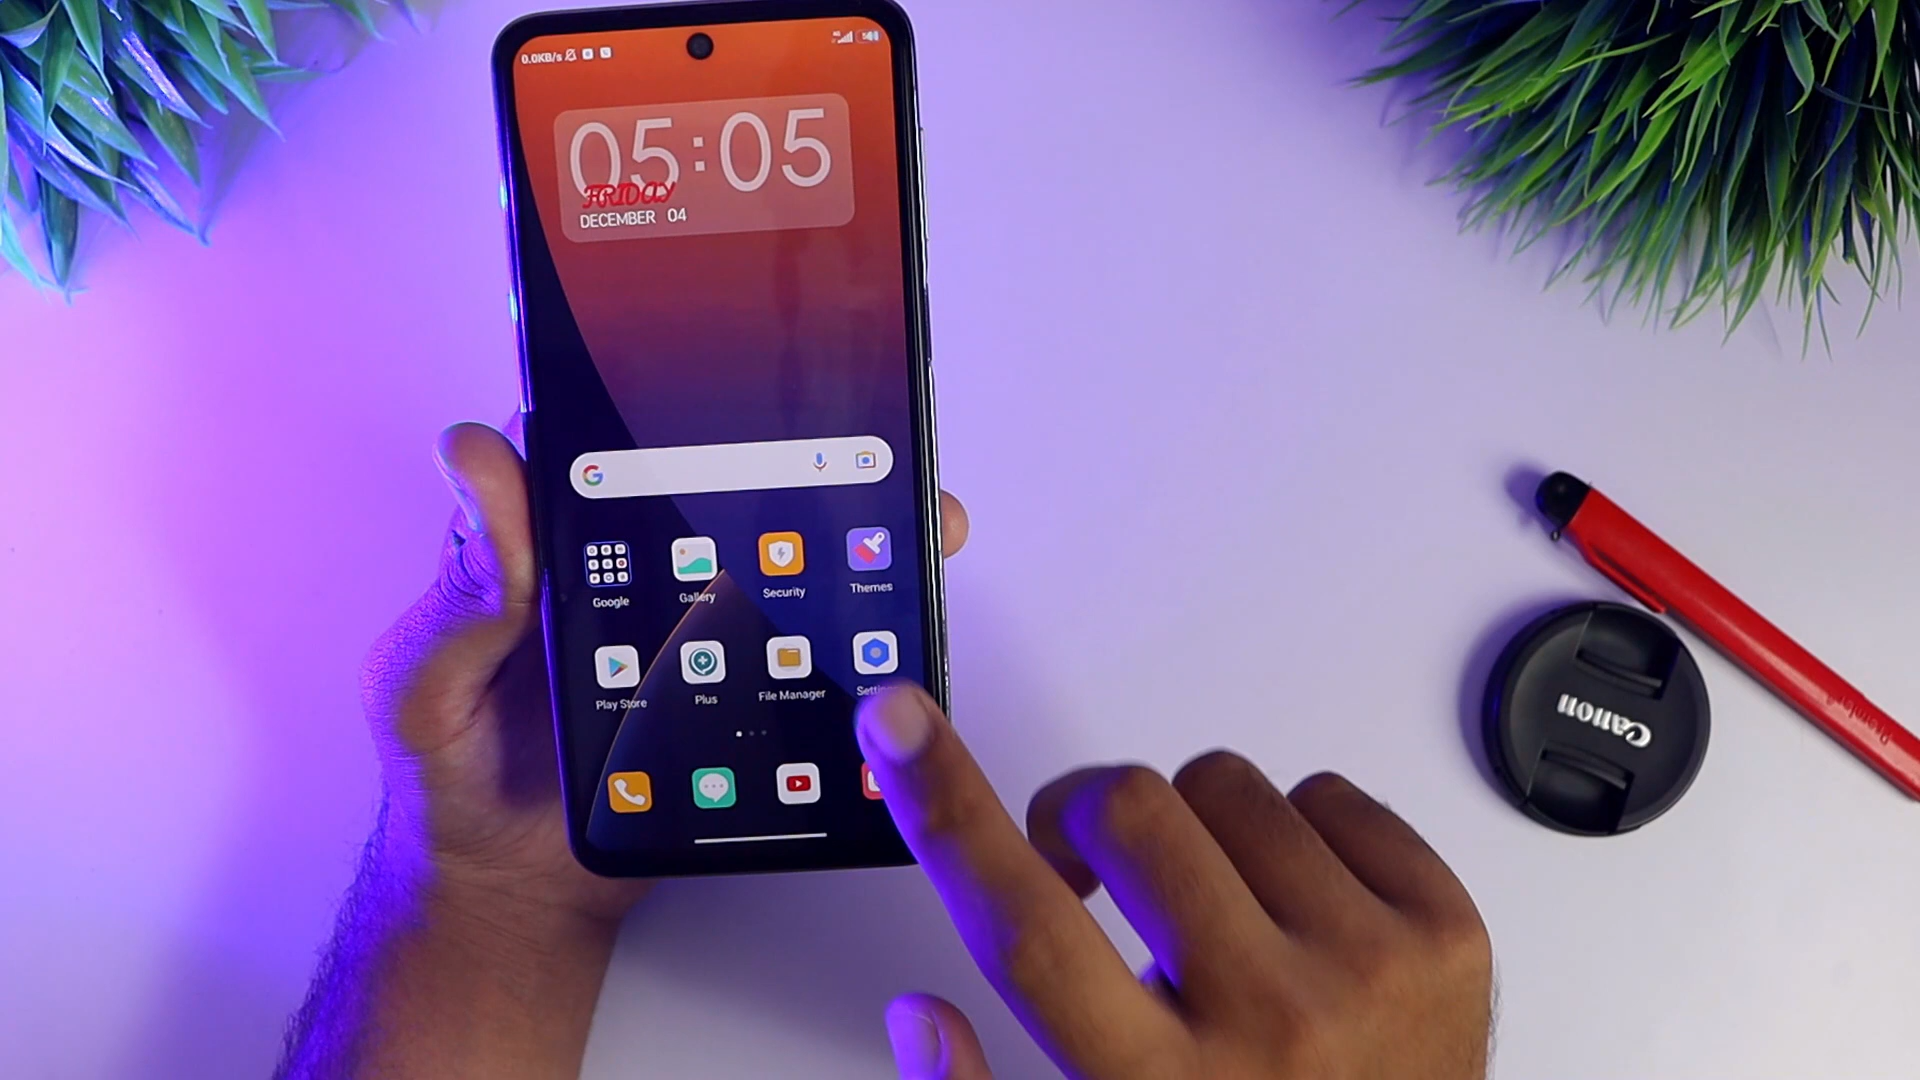 0.0KB/s
05:05
FRIDAY
DECEMBER 04
Google
Gallery
Security
Themes
Play Store
Plus
File Manager
Canon